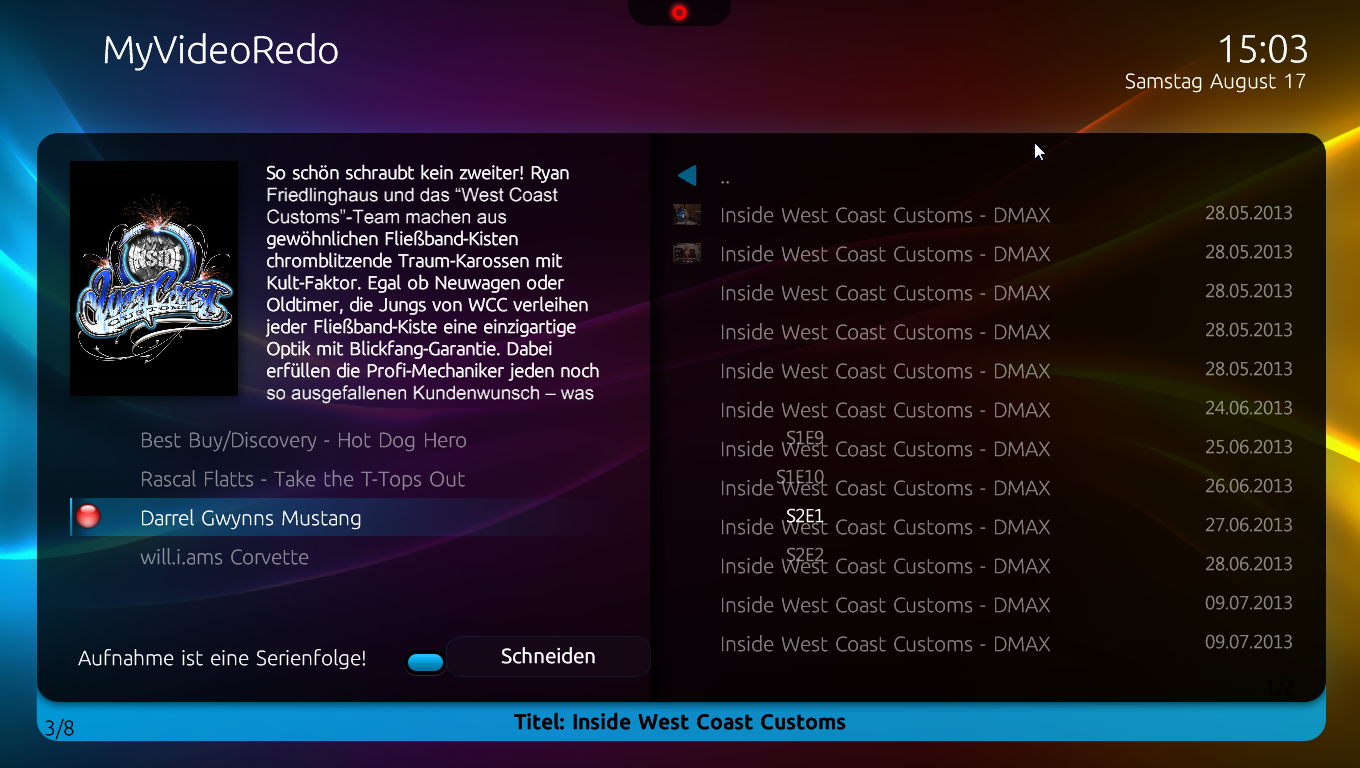 MyVideoRedo
15:03
Samstag August 17
INSIDE
West Coast
CUSTOMS
So schön schraubt kein zweiter! Ryan
Friedlinghaus und das “West Coast
Customs”-Team machen aus
gewöhnlichen Fließband-Kisten
chromblitzende Traum-Karossen mit
Kult-Faktor. Egal ob Neuwagen oder
Oldtimer, die Jungs von WCC verleihen
jeder Fließband-Kiste eine einzigartige
Optik mit Blickfang-Garantie. Dabei
erfüllen die Profi-Mechaniker jeden noch
so ausgefallenen Kundenwunsch – was
Best Buy/Discovery - Hot Dog Hero S1E9
Rascal Flatts - Take the T-Tops Out S1E10
Darrel Gwynns Mustang S2E1
will.i.ams Corvette S2E2
Aufnahme ist eine Serienfolge!
Schneiden
..
Inside West Coast Customs - DMAX 28.05.2013
Inside West Coast Customs - DMAX 28.05.2013
Inside West Coast Customs - DMAX 28.05.2013
Inside West Coast Customs - DMAX 28.05.2013
Inside West Coast Customs - DMAX 28.05.2013
Inside West Coast Customs - DMAX 24.06.2013
Inside West Coast Customs - DMAX 25.06.2013
Inside West Coast Customs - DMAX 26.06.2013
Inside West Coast Customs - DMAX 27.06.2013
Inside West Coast Customs - DMAX 28.06.2013
Inside West Coast Customs - DMAX 09.07.2013
Inside West Coast Customs - DMAX 09.07.2013
1/2
3/8
Titel: Inside West Coast Customs